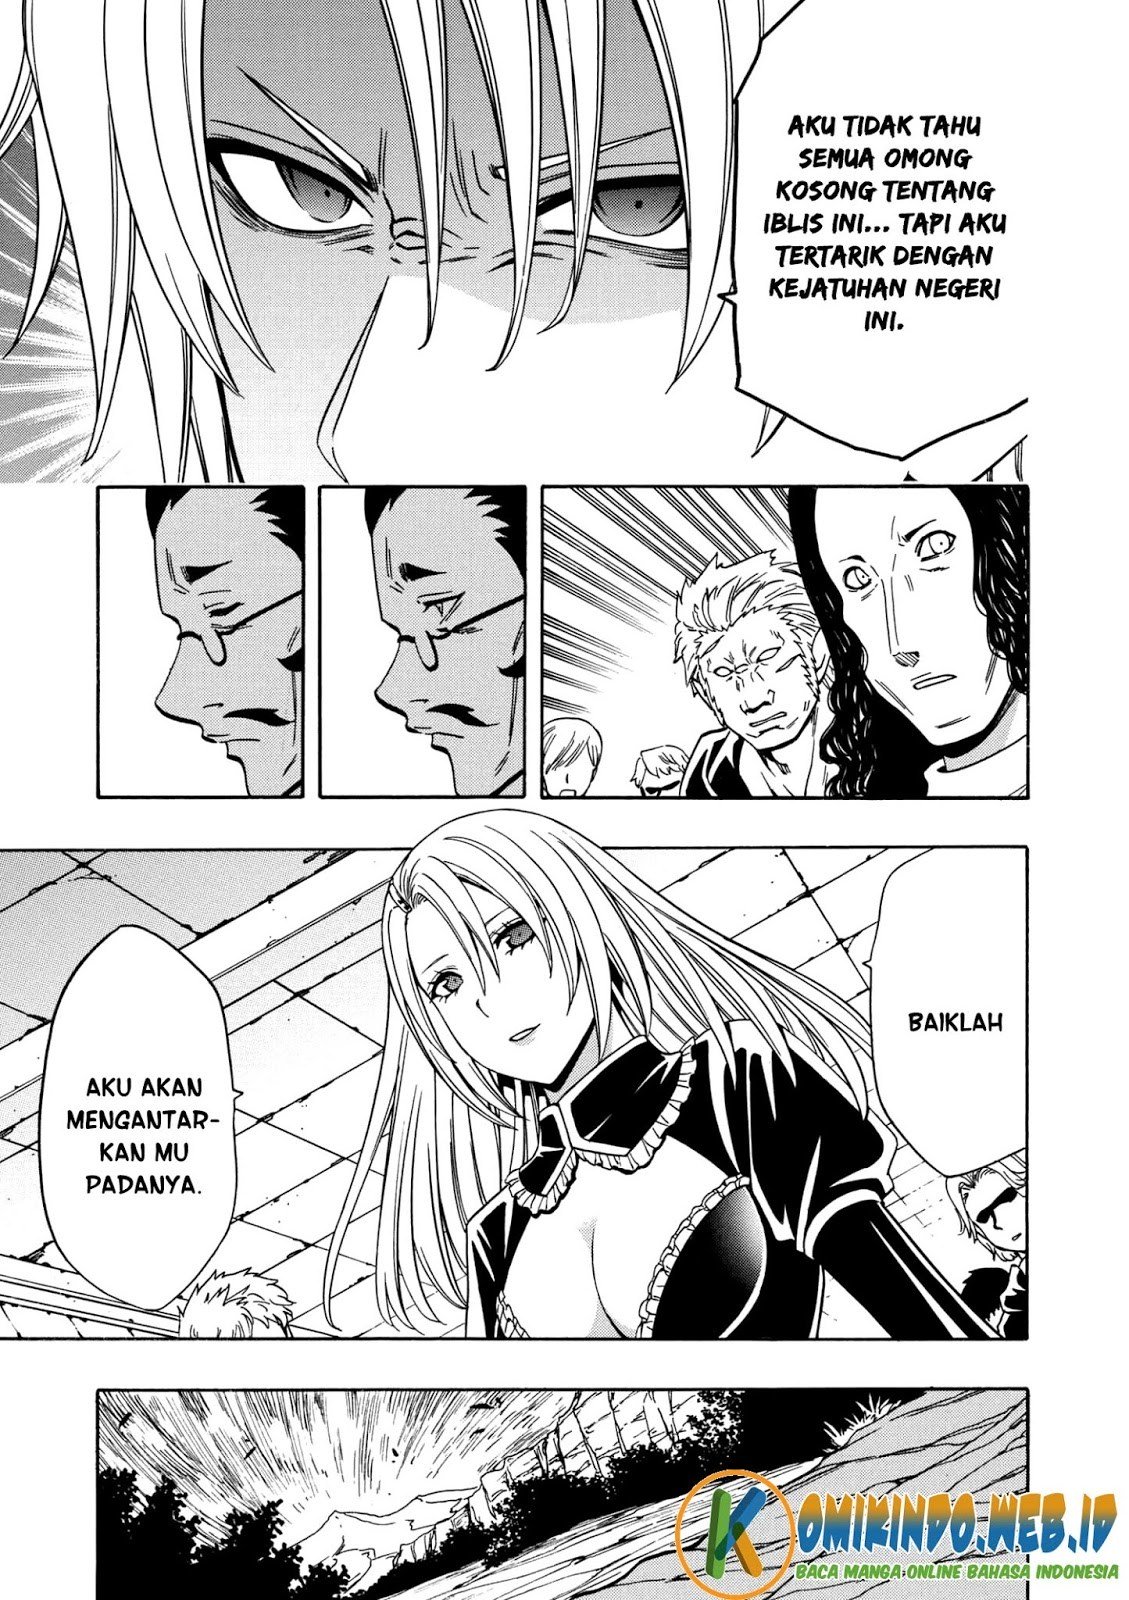 AKU TIDAK TAHU
SEMUA OMONG
KOSONG TENTANG
IBLIS INI... TAPI AKU
TERTARIK DENGAN
KEJATUHAN NEGERI
INI.
BAIKLAH
AKU AKAN
MENGANTAR-
KAN MU
PADANYA.
KOMIKINDO.WEB.ID
BACA MANGA ONLINE BAHASA INDONESIA